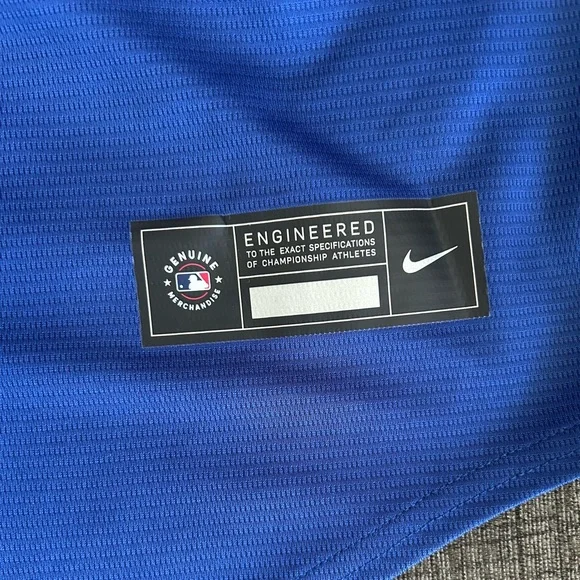 GENUINE
MERCHANDISE
ENGINEERED
TO THE EXACT SPECIFICATIONS
OF CHAMPIONSHIP ATHLETES